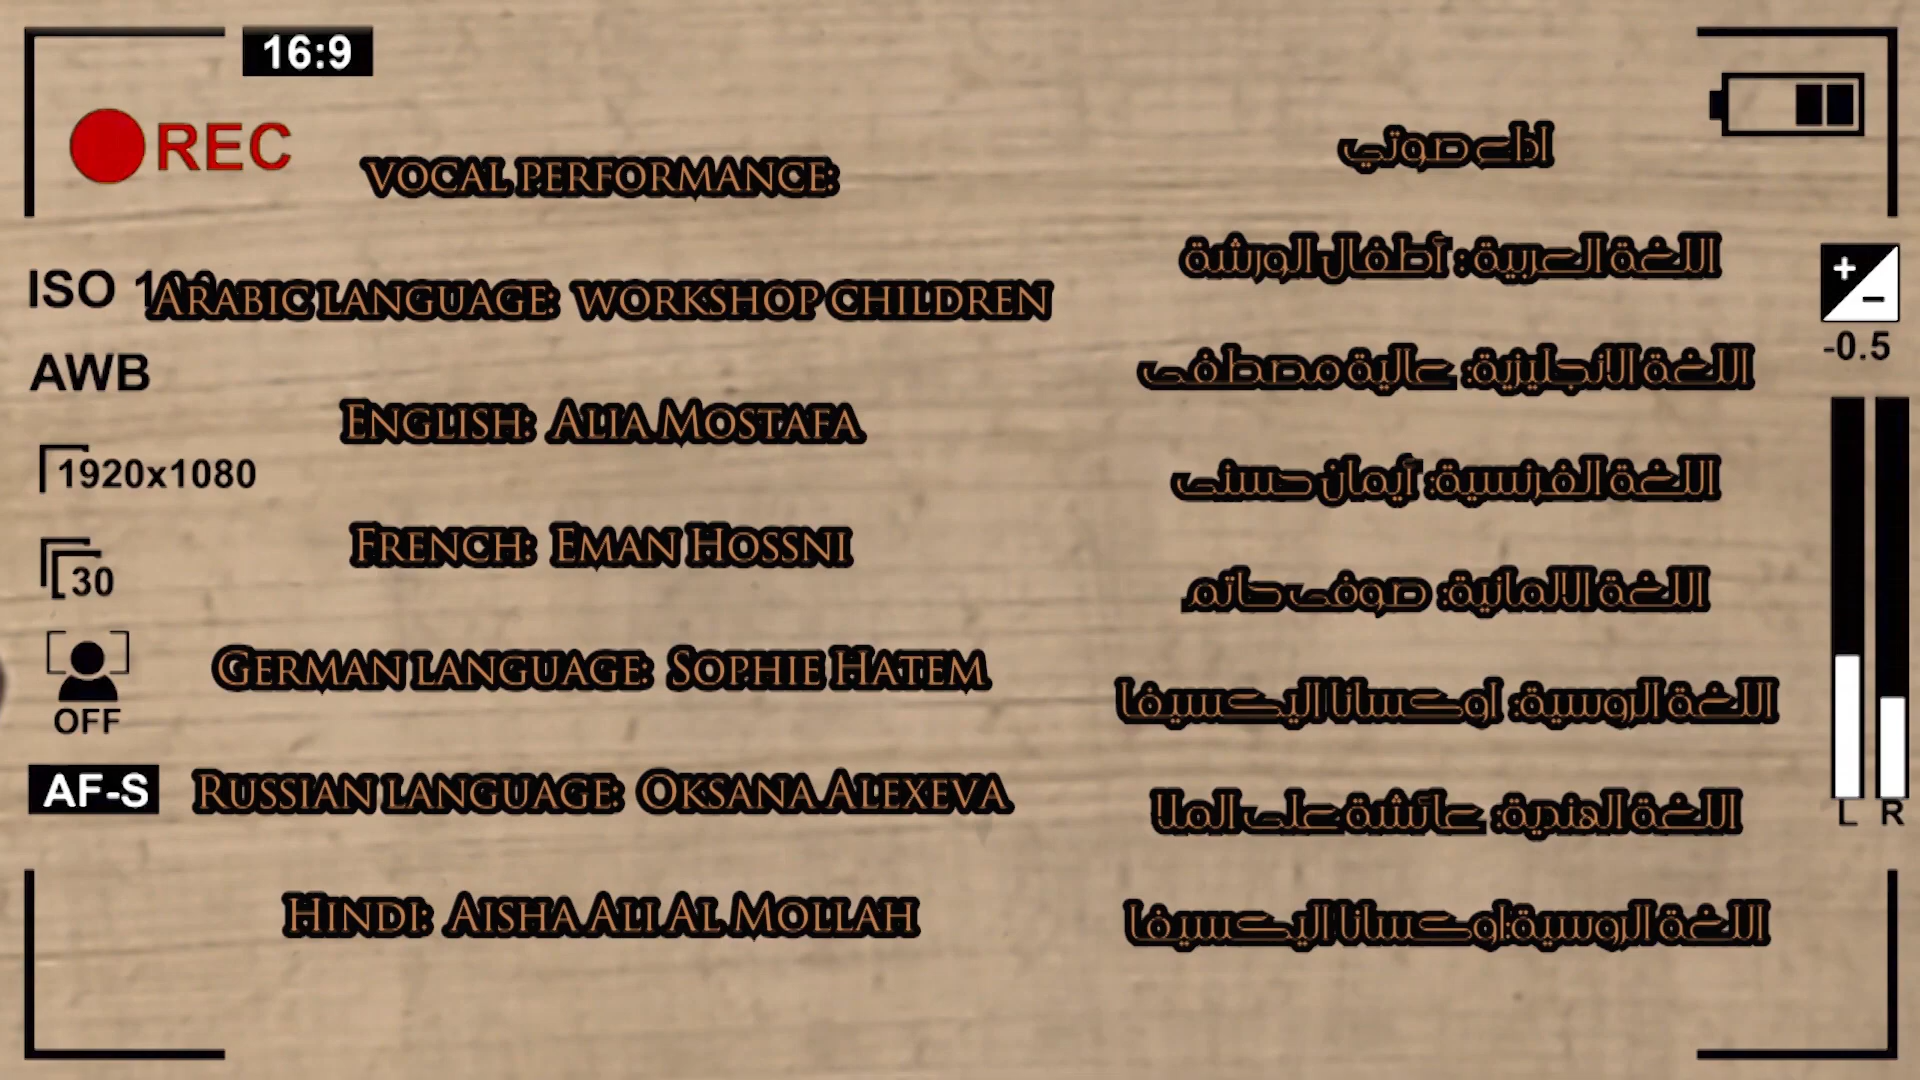 16:9
REC
VOCAL PERFORMANCE:
ISO
ARABIC LANGUAGE: WORKSHOP CHILDREN
AWB
ENGLISH: ALIA MOSTAFA
1920x1080
FRENCH: EMAN HOSSNI
30
GERMAN LANGUAGE: SOPHIE HATEM
OFF
AF-S
RUSSIAN LANGUAGE: OKSANA ALEXEVA
HINDI: AISHA ALI AL MOLLAH
اداء صوتي
اللغة العربية: أطفال الورشة
اللغة الانجليزية: عالية مصطفى
اللغة الفرنسية: أيمان حسنى
اللغة الالمانية: صوفى حاتم
اللغة الروسية: اوكسانا اليكسيفا
اللغة الهندية: عائشة على الملا
اللغة الروسية:اوكسانا اليكسيفا
-0.5
L R